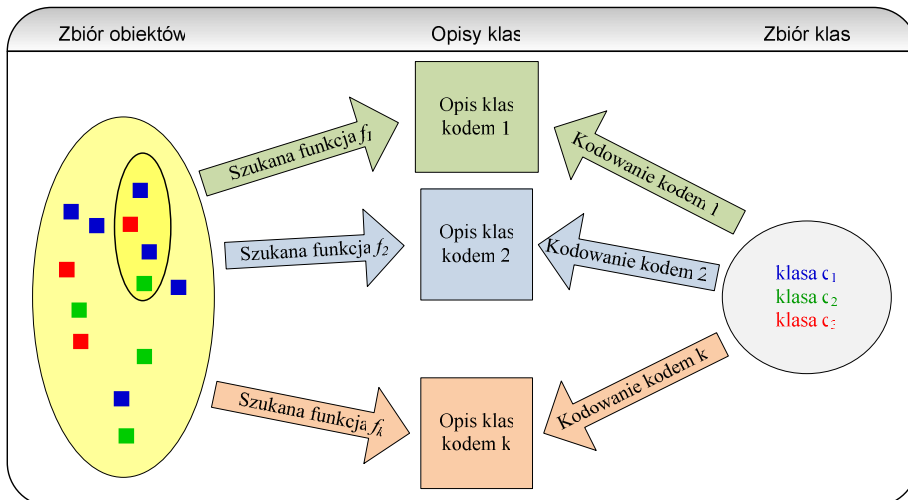 Zbiór obiektów
Opisy klas
Zbiór klas
Szukana funkcja f1
Opis klas
kodem 1
Kodowanie kodem 1
Szukana funkcja f2
Opis klas
kodem 2
Kodowanie kodem 2
klasa c1
klasa c2
klasa c3
Szukana funkcja fk
Opis klas
kodem k
Kodowanie kodem k